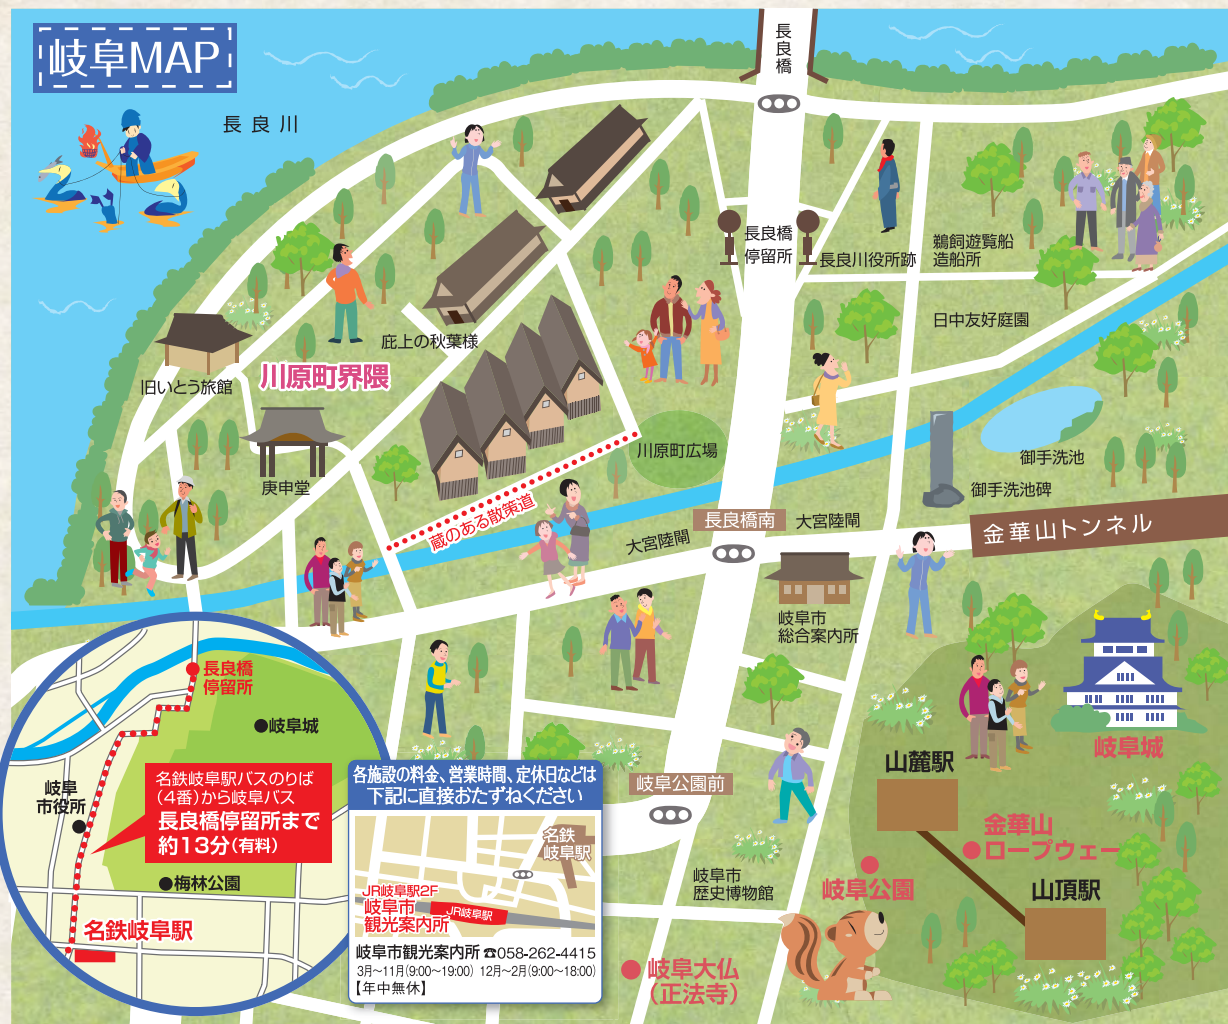 岐阜MAP
長良川
長良橋
長良橋
停留所
長良川役所跡
鵜飼遊覧船
造船所
日中友好庭園
庇上の秋葉様
旧いとう旅館
川原町界隈
庚申堂
川原町広場
蔵のある散策道
御手洗池
御手洗池碑
長良橋南
大宮陸閘
大宮陸閘
金華山トンネル
岐阜市
総合案内所
長良橋
停留所
●岐阜城
岐阜
市役所
名鉄岐阜駅バスのりば
(4番)から岐阜バス
長良橋停留所まで
約13分(有料)
●梅林公園
名鉄岐阜駅
各施設の料金、営業時間、定休日などは
下記に直接おたずねください
名鉄
岐阜駅
JR岐阜駅2F
岐阜市
観光案内所
JR岐阜駅
岐阜市観光案内所 ☎058-262-4415
3月〜11月(9:00〜19:00) 12月〜2月(9:00〜18:00)
【年中無休】
岐阜公園前
岐阜市
歴史博物館
岐阜城
山麓駅
金華山
ロープウェー
岐阜公園
山頂駅
岐阜大仏
(正法寺)